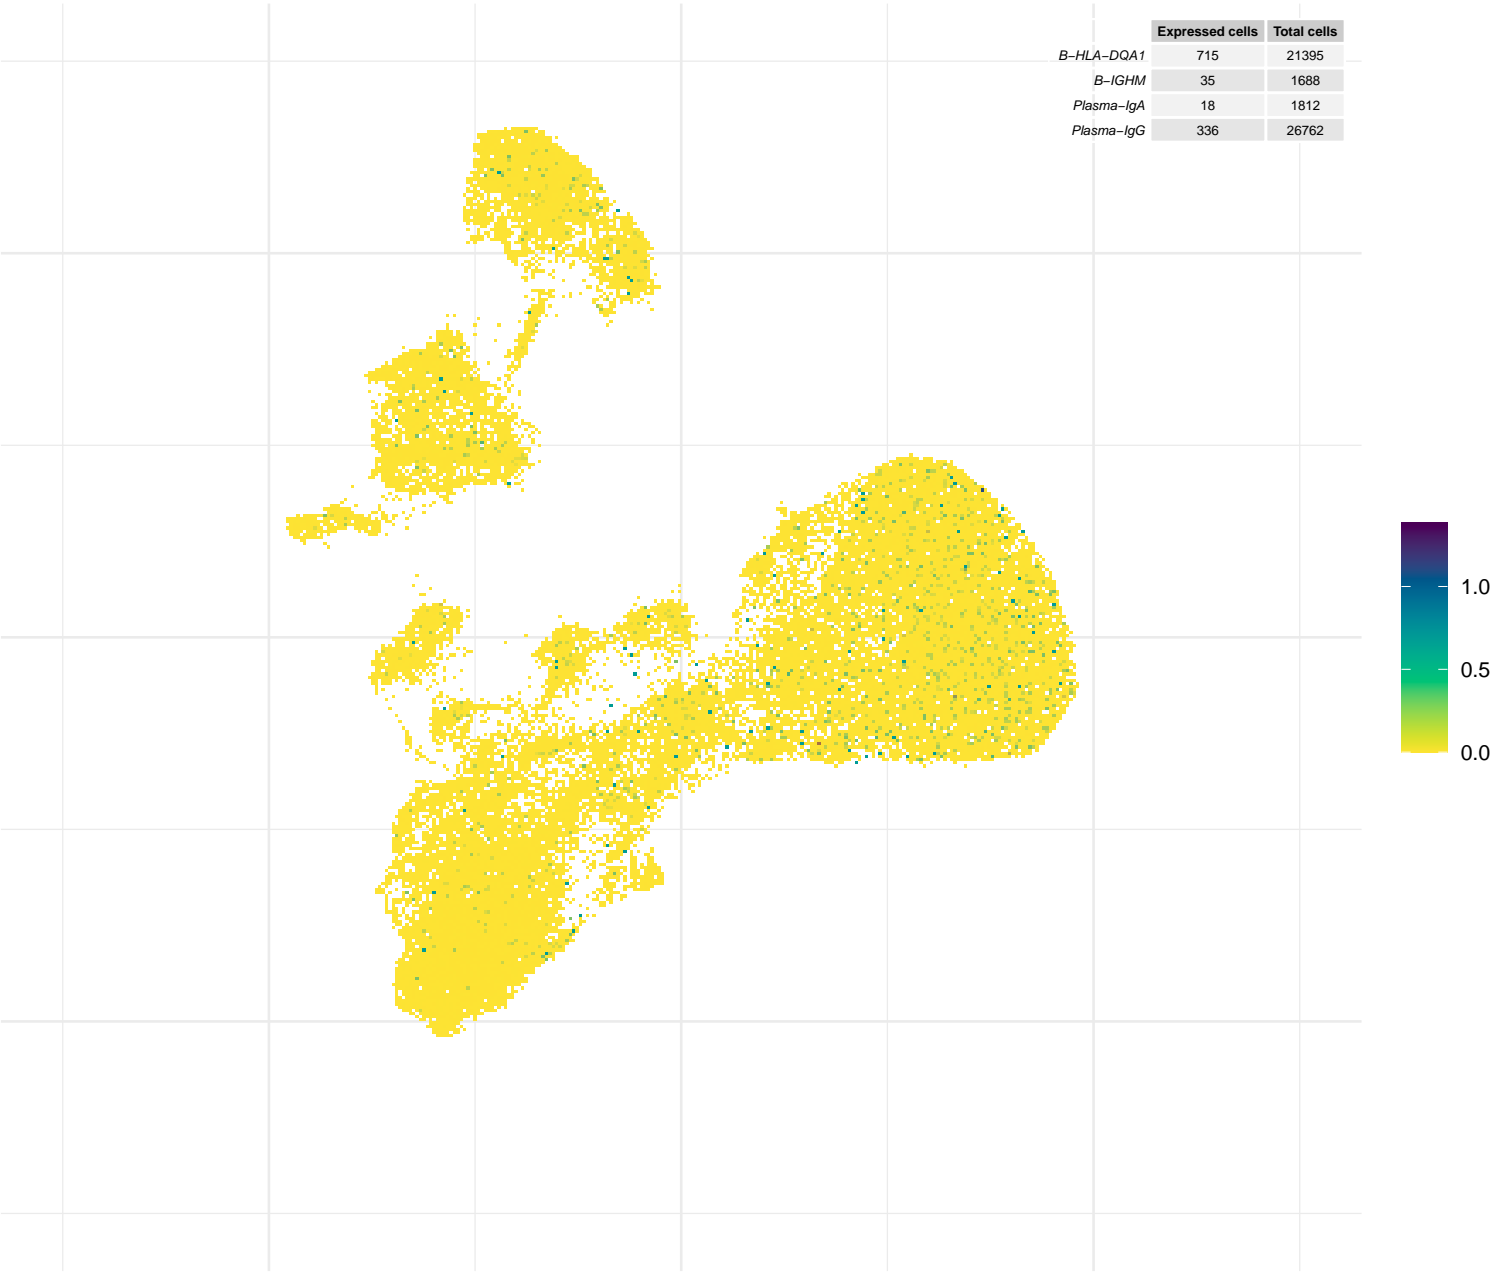 Expressed cells Total cells
B−HLA−DQA1 715 21395
B−IGHM 35 1688
Plasma−IgA 18 1812
Plasma−IgG 336 26762
1.0
0.5
0.0